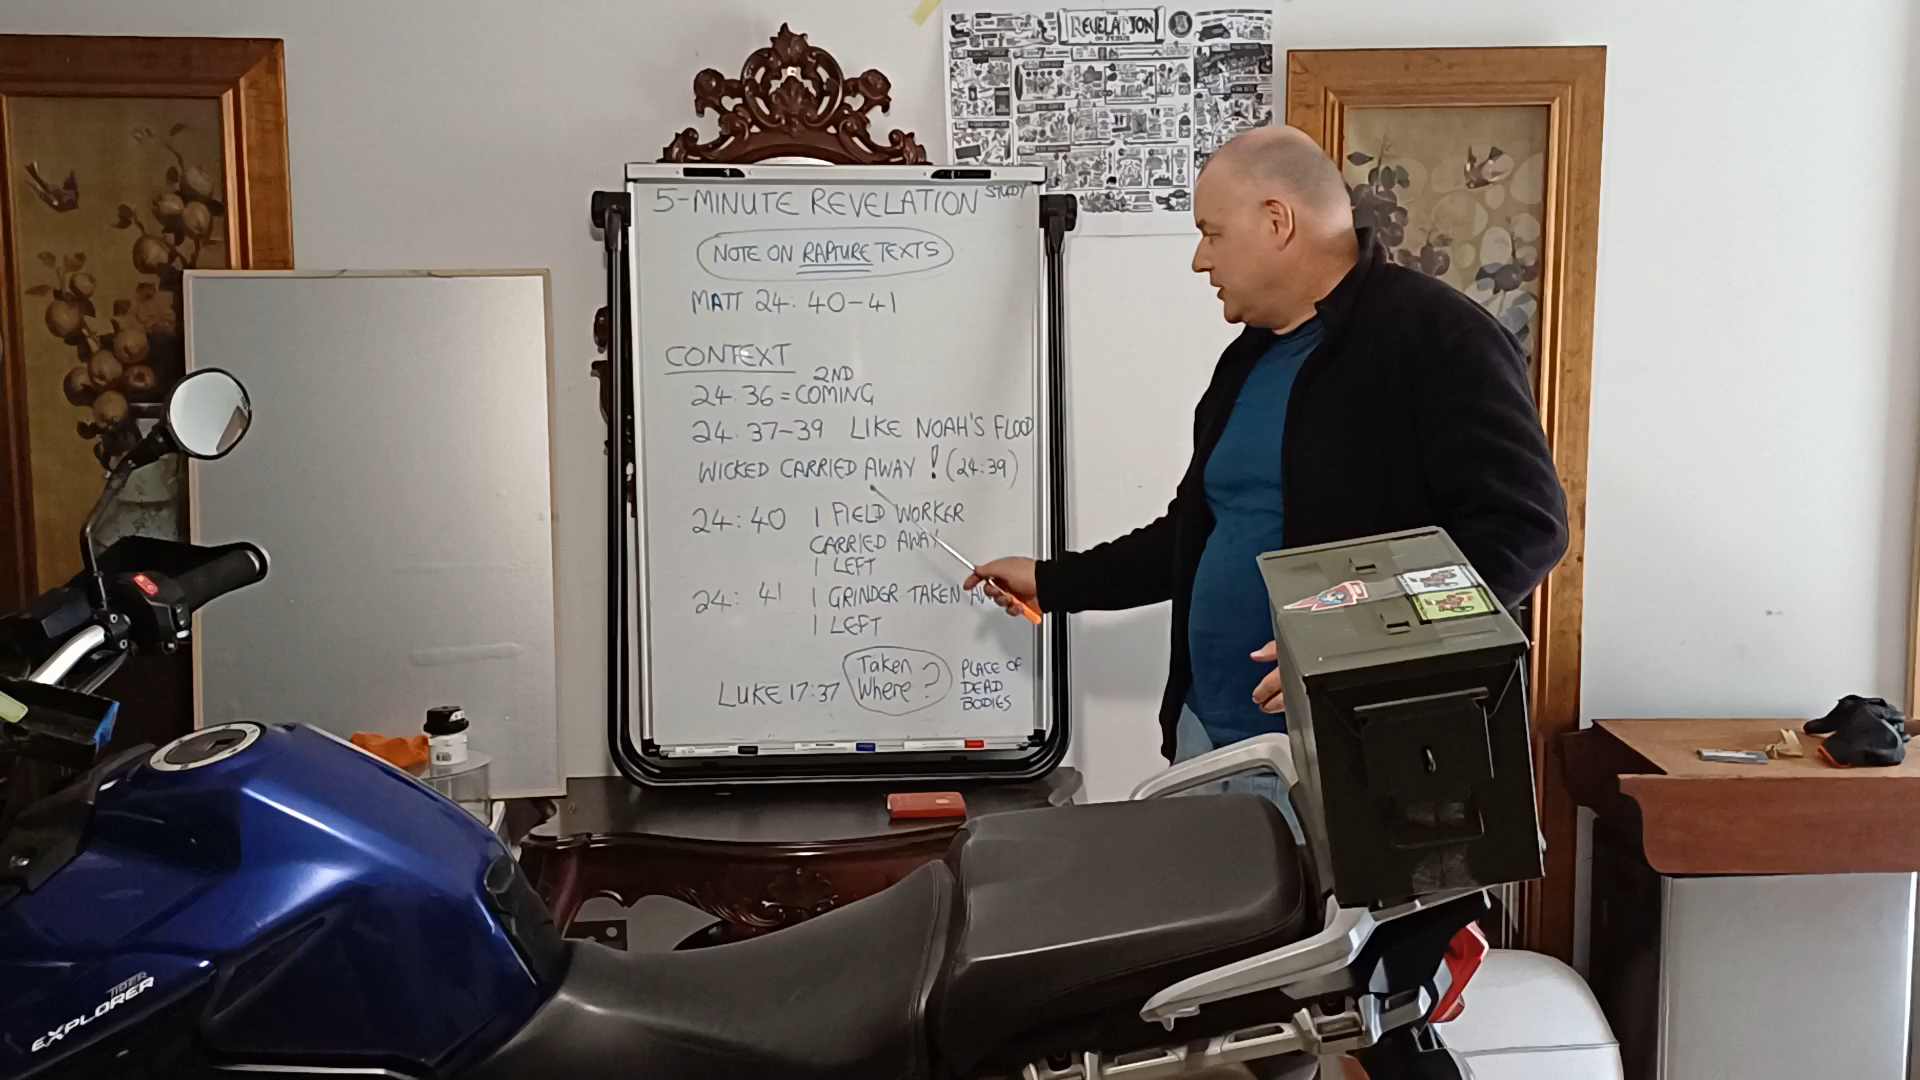 REVELATION
5-MINUTE REVELATION STUDY
NOTE ON RAPTURE TEXTS
MATT 24:40-41
CONTEXT
24:36 = 2ND COMING
24:37-39 LIKE NOAH'S FLOOD
WICKED CARRIED AWAY! (24:39)
24:40 1 FIELD WORKER
CARRIED AWAY
1 LEFT
24:41 1 GRINDER TAKEN
1 LEFT
LUKE 17:37 Taken Where? PLACE OF DEAD BODIES
TIGER
EXPLORER